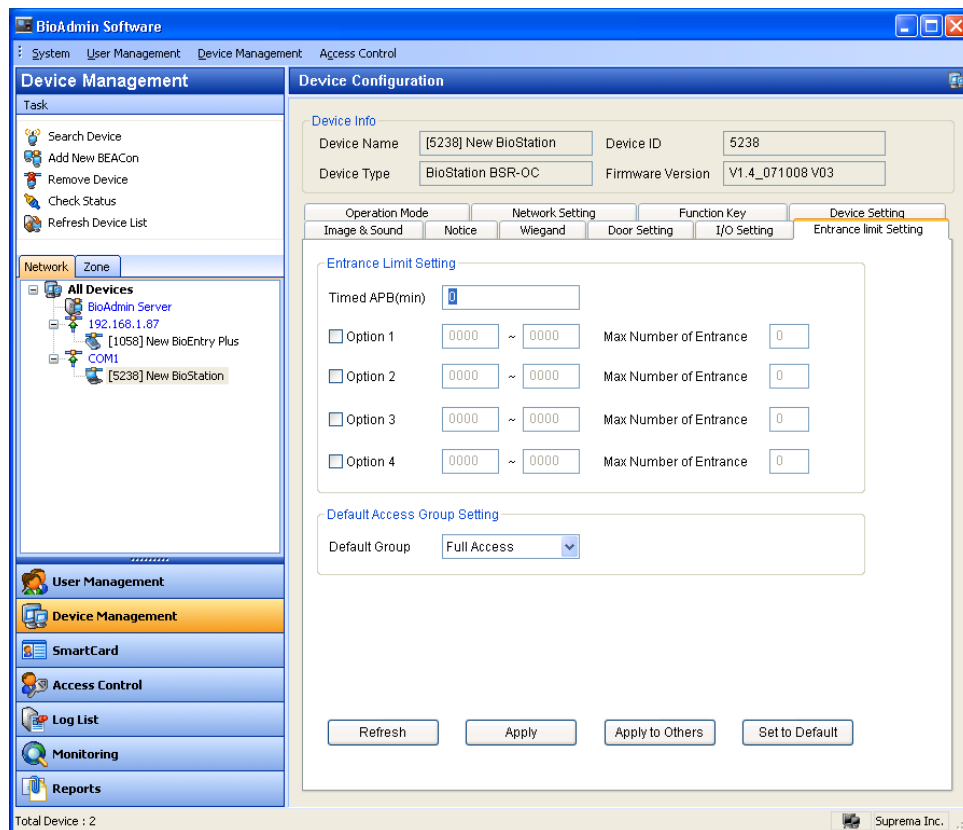 BioAdmin Software
System User Management Device Management Access Control
Device Management
Task
Search Device
Add New BEACon
Remove Device
Check Status
Refresh Device List
Network Zone
All Devices
BioAdmin Server
192.168.1.87
[1058] New BioEntry Plus
COM1
[5238] New BioStation
User Management
Device Management
SmartCard
Access Control
Log List
Monitoring
Reports
Device Configuration
Device Info
Device Name [5238] New BioStation Device ID 5238
Device Type BioStation BSR-OC Firmware Version V1.4_071008 V03
Operation Mode Network Setting Function Key Device Setting
Image & Sound Notice Wiegand Door Setting I/O Setting Entrance limit Setting
Entrance Limit Setting
Timed APB(min) 0
Option 1 0000 ~ 0000 Max Number of Entrance 0
Option 2 0000 ~ 0000 Max Number of Entrance 0
Option 3 0000 ~ 0000 Max Number of Entrance 0
Option 4 0000 ~ 0000 Max Number of Entrance 0
Default Access Group Setting
Default Group Full Access
Refresh Apply Apply to Others Set to Default
Total Device : 2 Suprema Inc.